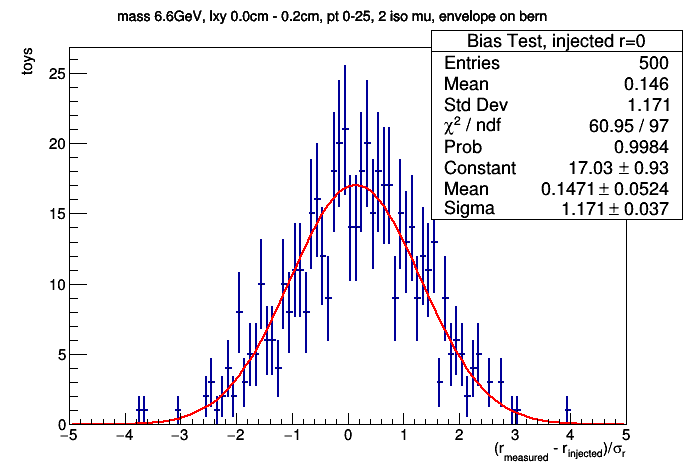 mass 6.6GeV, lxy 0.0cm - 0.2cm, pt 0-25, 2 iso mu, envelope on bern
toys
Bias Test, injected r=0
Entries 500
Mean 0.146
Std Dev 1.171
χ² / ndf 60.95 / 97
Prob 0.9984
Constant 17.03 ± 0.93
Mean 0.1471 ± 0.0524
Sigma 1.171 ± 0.037
25
20
15
10
5
0
−5 −4 −3 −2 −1 0 1 2 3 4 5
(r_measured - r_injected)/σ_r